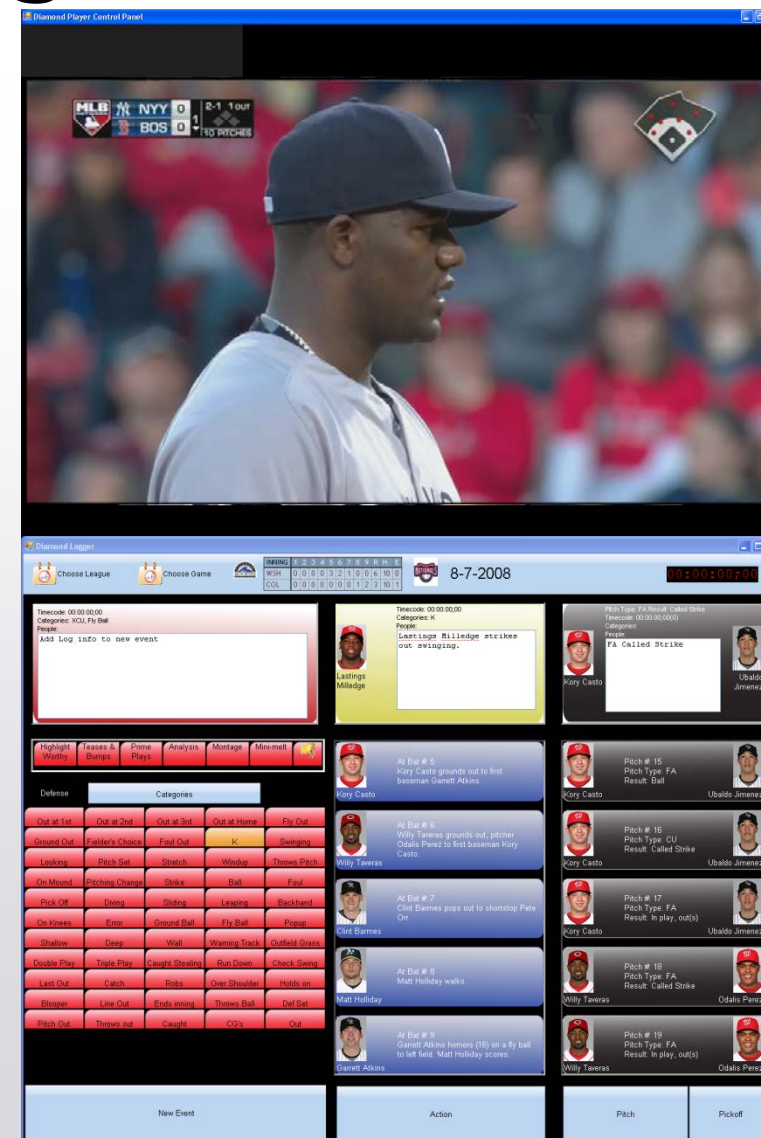 Diamond Player Control Panel
MLB NYY 0 1 2-1 1 OUT
BOS 0 10 PITCHES
Diamond Logger
Choose League
Choose Game
INNING 1 2 3 4 5 6 7 8 9 R H E
WSH 0 0 0 0 3 2 1 0 0 6 10 0
COL 0 0 0 0 0 0 0 1 2 3 10 1
NATIONALS
8-7-2008
00:00:00;00
Timecode: 00:00:00;00
Categories: XCU, Fly Ball
People:
Add Log info to new event
Timecode: 00:00:00;00
Categories: K
People:
Lastings Milledge strikes
out swinging.
Lastings
Milledge
Pitch Type: FA Result: Called Strike
Timecode: 00:00:00;00(0)
Categories:
People:
FA Called Strike
Kory Casto
Ubaldo
Jimenez
Highlight Worthy
Teases & Bumps
Prime Plays
Analysis
Montage
Mini-melt
Defense
Categories
Out at 1st Out at 2nd Out at 3rd Out at Home Fly Out
Ground Out Fielder's Choice Foul Out K Swinging
Looking Pitch Set Stretch Windup Throws Pitch
On Mound Pitching Change Strike Ball Foul
Pick Off Diving Sliding Leaping Backhand
On Knees Error Ground Ball Fly Ball Popup
Shallow Deep Wall Warning Track Outfield Grass
Double Play Triple Play Caught Stealing Run Down Check Swing
Last Out Catch Robs Over Shoulder Holds on
Blooper Line Out Ends inning Throws Ball Def Set
Pitch Out Throws out Caught CG's Out
At Bat #: 5
Kory Casto grounds out to first
baseman Garrett Atkins.
Kory Casto
At Bat #: 6
Willy Taveras grounds out, pitcher
Odalis Perez to first baseman Kory
Casto.
Willy Taveras
At Bat #: 7
Clint Barmes pops out to shortstop Pete
Orr.
Clint Barmes
At Bat #: 8
Matt Holliday walks.
Matt Holliday
At Bat #: 9
Garrett Atkins homers (16) on a fly ball
to left field. Matt Holliday scores.
Garrett Atkins
Pitch #: 15
Pitch Type: FA
Result: Ball
Kory Casto Ubaldo Jimenez
Pitch #: 16
Pitch Type: CU
Result: Called Strike
Kory Casto Ubaldo Jimenez
Pitch #: 17
Pitch Type: FA
Result: In play, out(s)
Kory Casto Ubaldo Jimenez
Pitch #: 18
Pitch Type: FA
Result: Called Strike
Willy Taveras Odalis Perez
Pitch #: 19
Pitch Type: FA
Result: In play, out(s)
Willy Taveras Odalis Perez
New Event
Action
Pitch
Pickoff